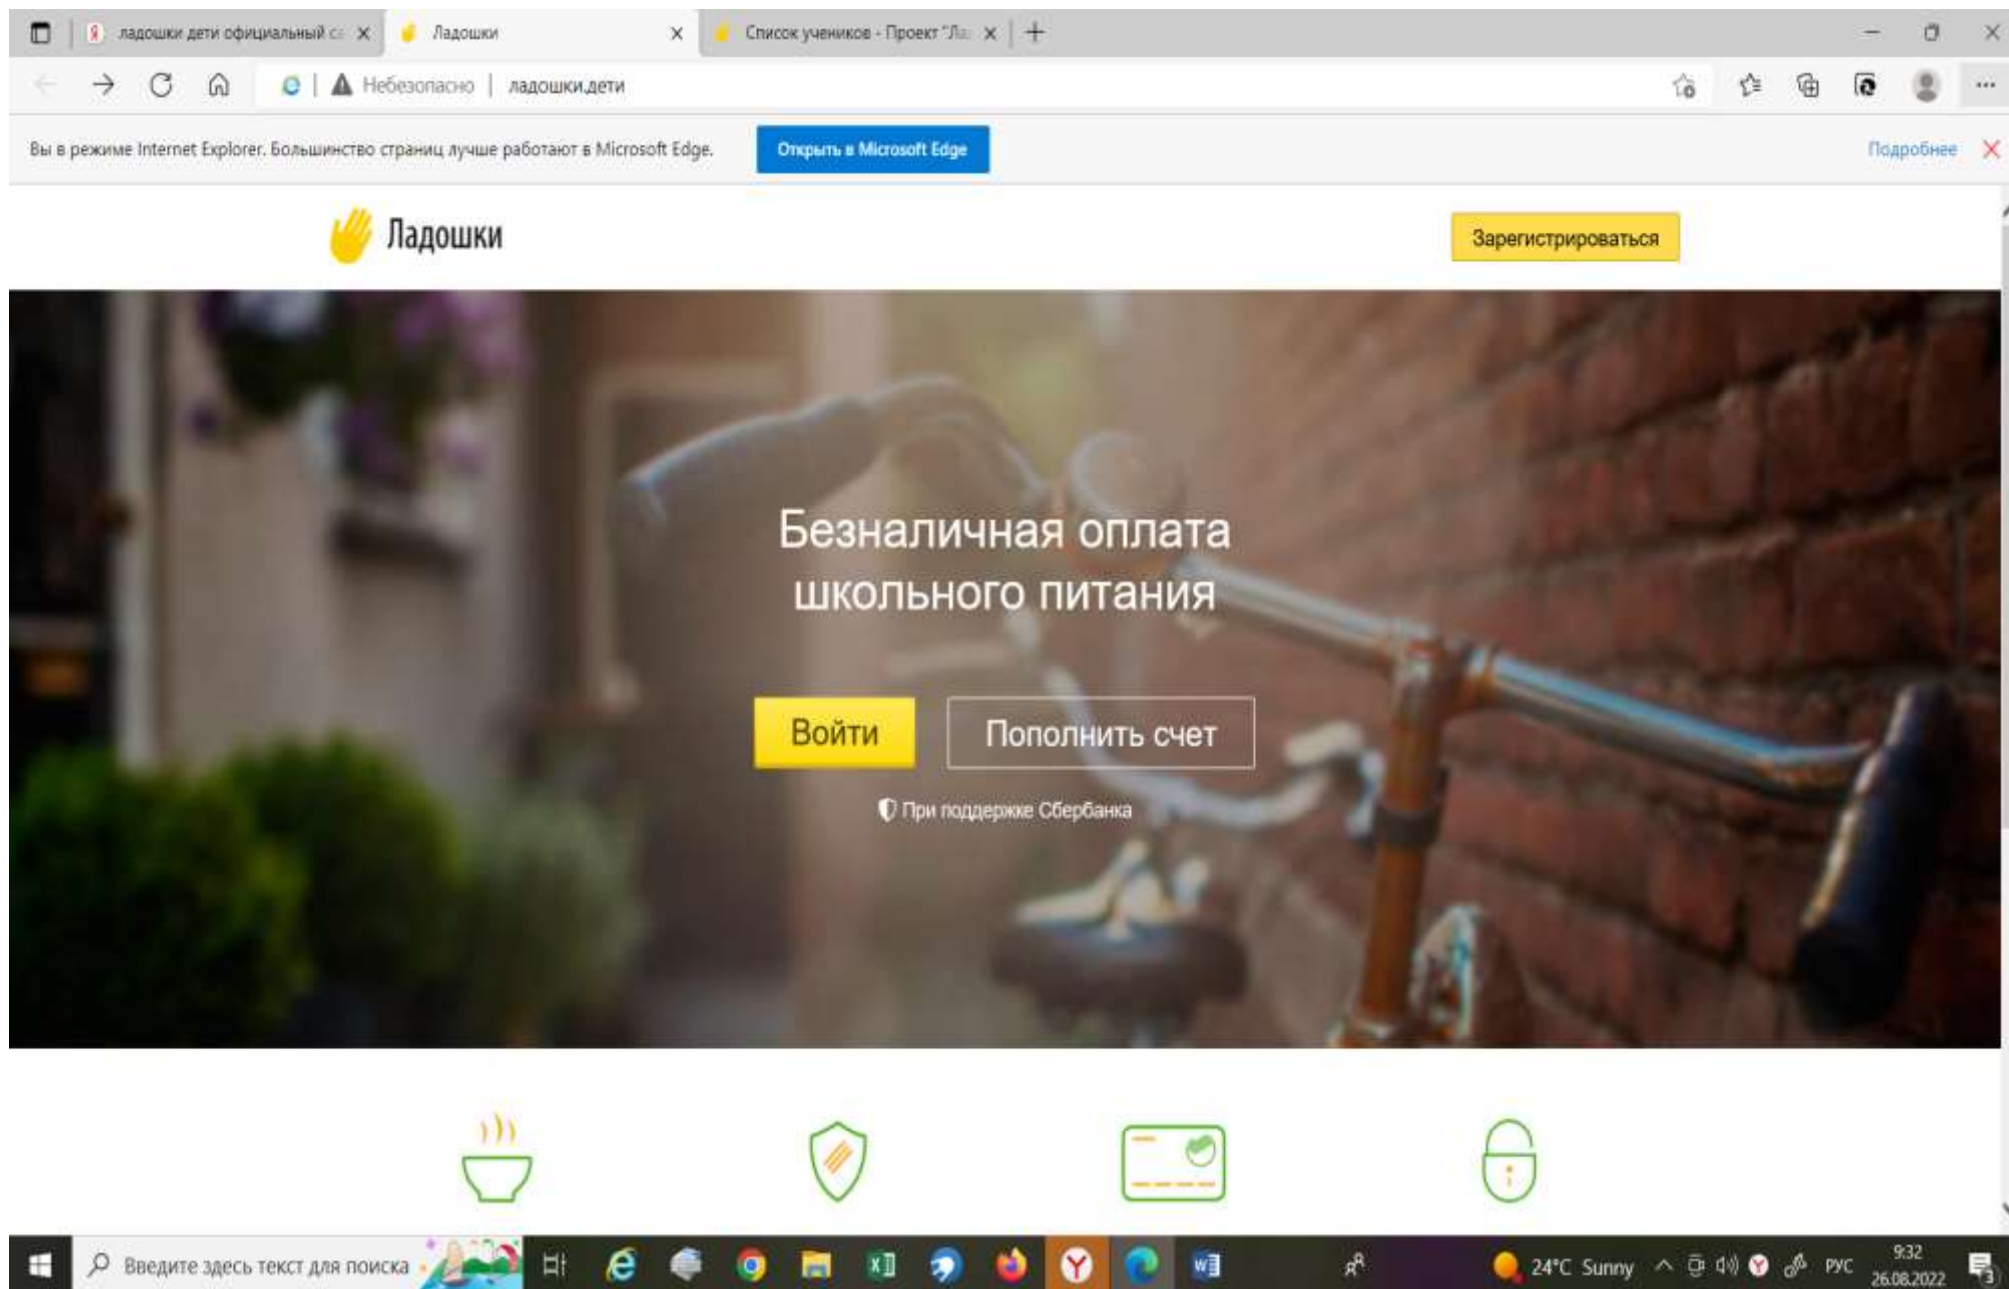 ладошки дети официальный са
Ладошки
Список учеников - Проект "Ла
Небезопасно | ладошки.дети
Вы в режиме Internet Explorer. Большинство страниц лучше работают в Microsoft Edge.
Открыть в Microsoft Edge
Подробнее
Ладошки
Зарегистрироваться
Безналичная оплата
школьного питания
Войти
Пополнить счет
При поддержке Сбербанка
Введите здесь текст для поиска
24°C Sunny
РУС
9:32
26.08.2022